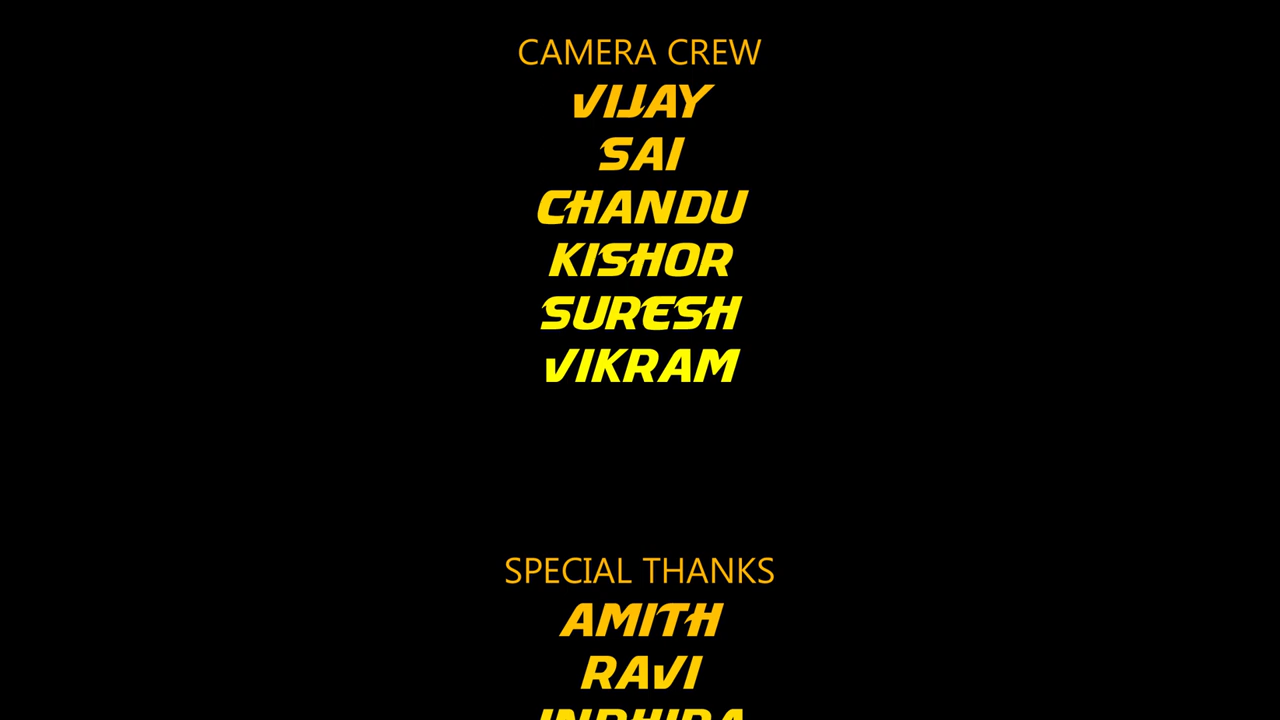 CAMERA CREW
VIJAY
SAI
CHANDU
KISHOR
SURESH
VIKRAM
SPECIAL THANKS
AMITH
RAVI